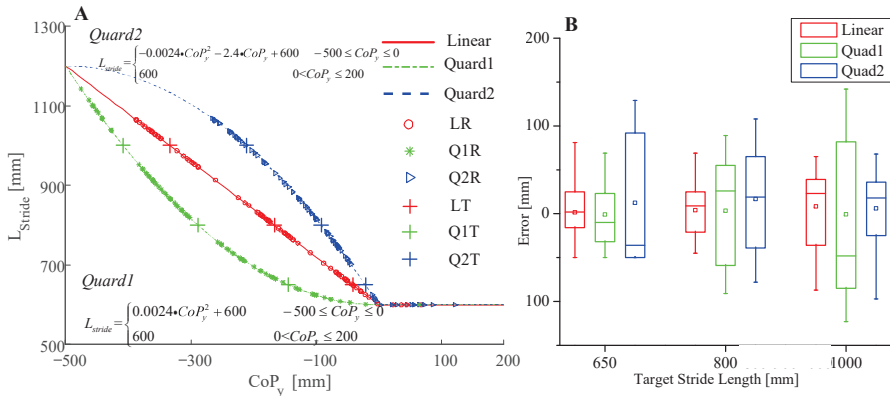 A
Quard2
L_stride = { −0.0024•CoP_y^2 −2.4•CoP_y +600 −500 ≤ CoP_y ≤ 0
600 0<CoP_y ≤ 200
1300
1100
900
700
500
L_Stride [mm]
−500
−300
−100
100
200
CoP_y [mm]
Quard1
L_stride = { 0.0024•CoP_y^2 +600 −500 ≤ CoP_y ≤ 0
600 0<CoP_y ≤ 200
Linear
Quard1
Quard2
LR
Q1R
Q2R
LT
Q1T
Q2T
B
Linear
Quad1
Quad2
200
100
0
100
Error [mm]
650
800
1000
Target Stride Length [mm]